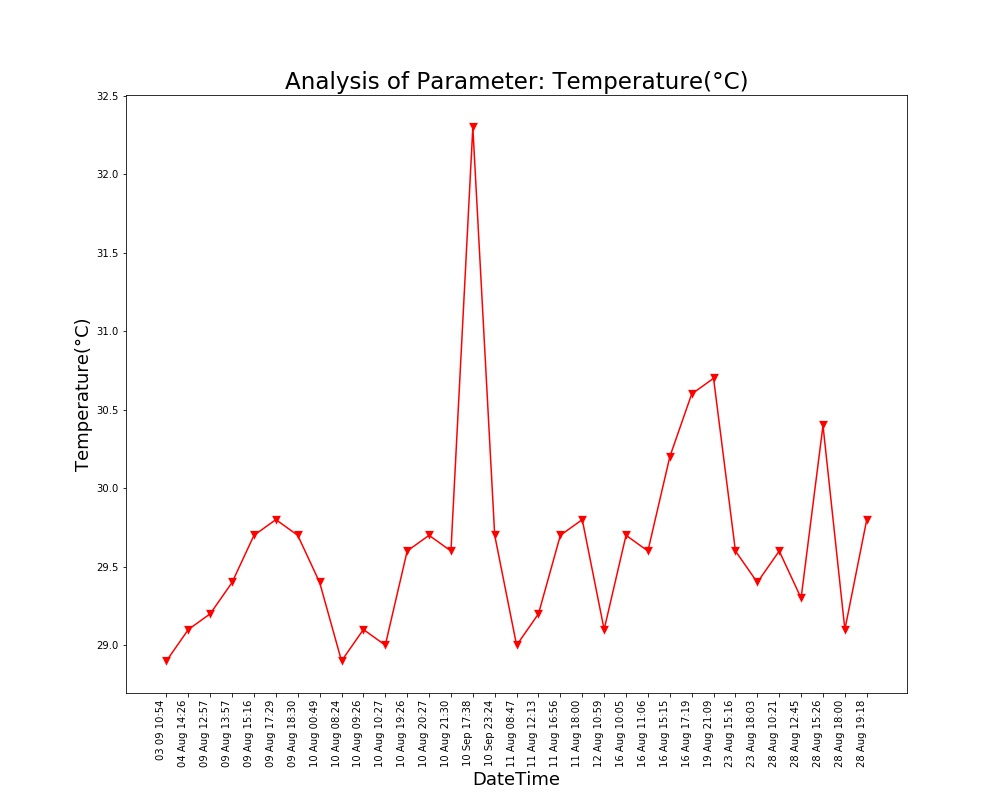 Analysis of Parameter: Temperature(°C)
Temperature(°C)
32.5
32.0
31.5
31.0
30.5
30.0
29.5
29.0
03 09 10:54
04 Aug 14:26
09 Aug 12:57
09 Aug 13:57
09 Aug 15:16
09 Aug 17:29
09 Aug 18:30
10 Aug 00:49
10 Aug 08:24
10 Aug 09:26
10 Aug 10:27
10 Aug 19:26
10 Aug 20:27
10 Aug 21:30
10 Sep 17:38
10 Sep 23:24
11 Aug 08:47
11 Aug 12:13
11 Aug 16:56
11 Aug 18:00
12 Aug 10:59
16 Aug 10:05
16 Aug 11:06
16 Aug 15:15
16 Aug 17:19
19 Aug 21:09
23 Aug 15:16
23 Aug 18:03
28 Aug 10:21
28 Aug 12:45
28 Aug 15:26
28 Aug 18:00
28 Aug 19:18
DateTime